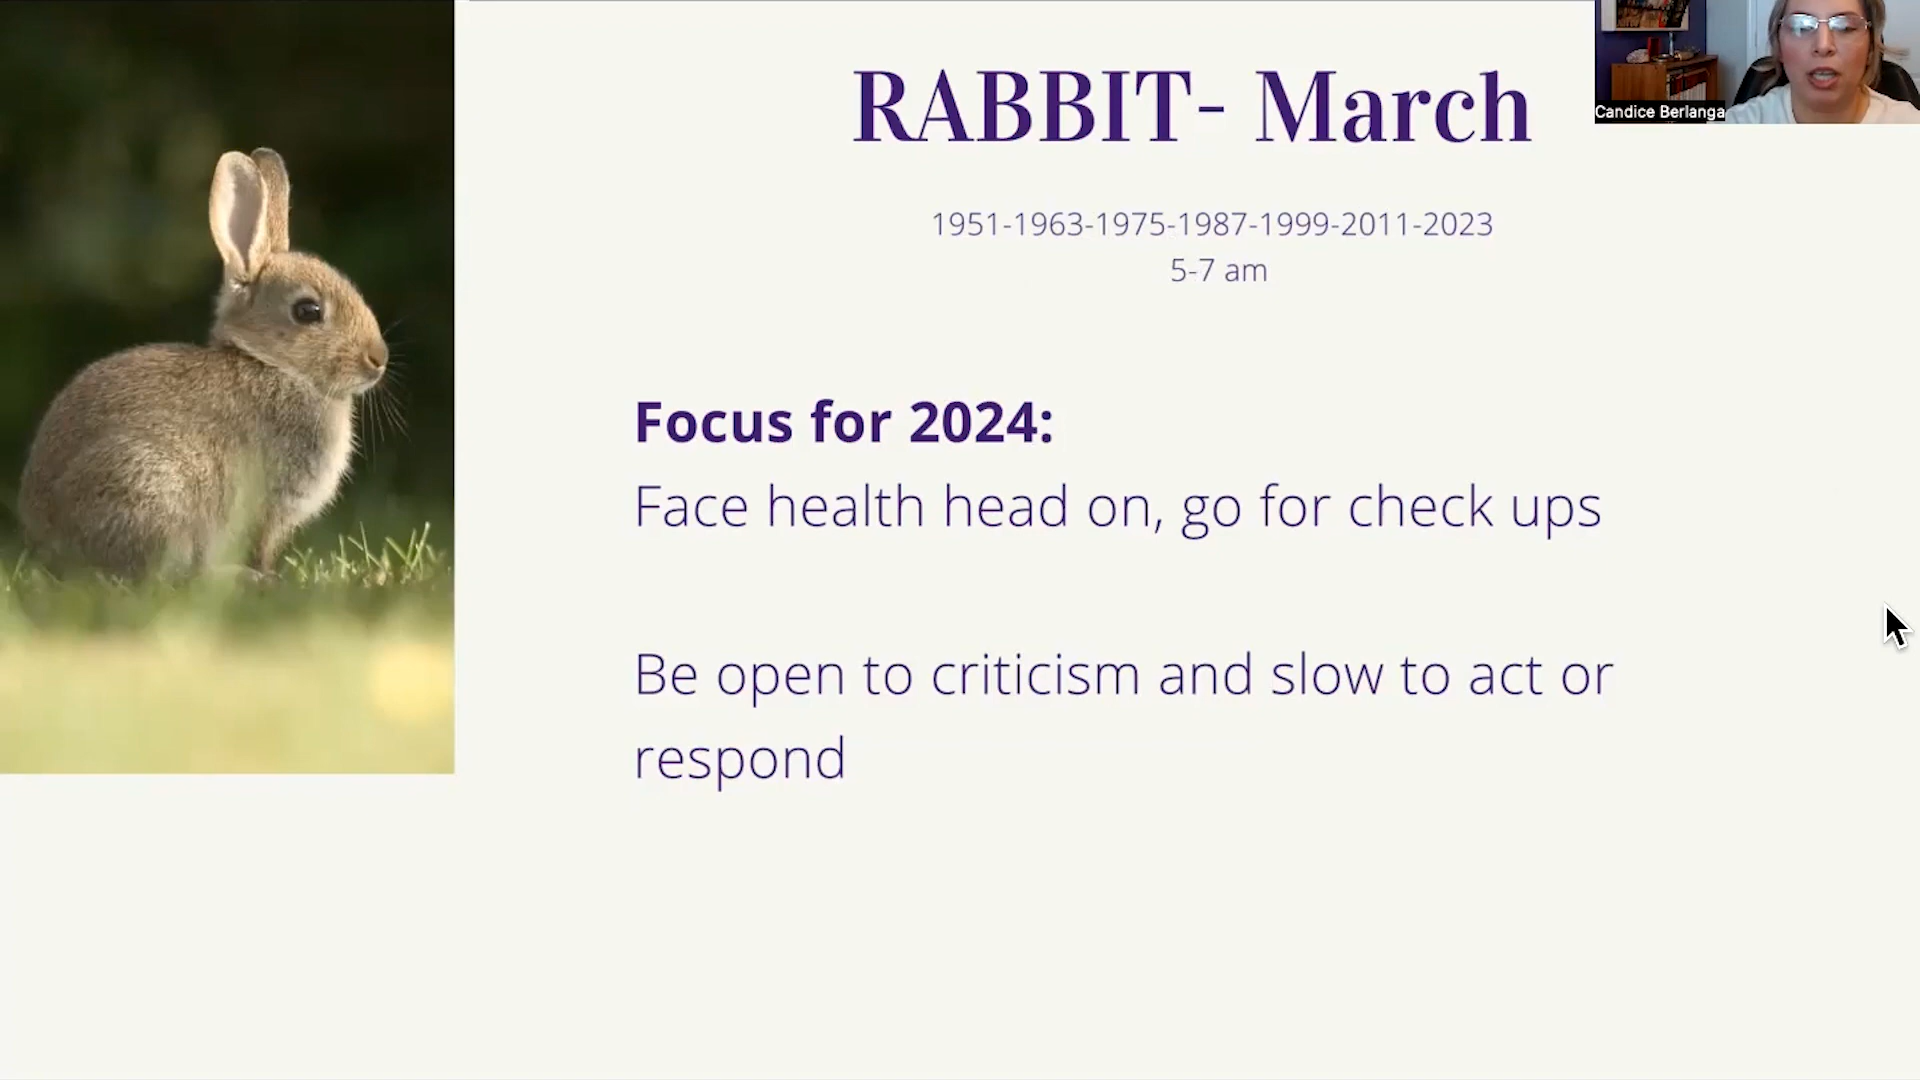 RABBIT- March
Candice Berlanga
1951-1963-1975-1987-1999-2011-2023
5-7 am
Focus for 2024:
Face health head on, go for check ups
Be open to criticism and slow to act or
respond